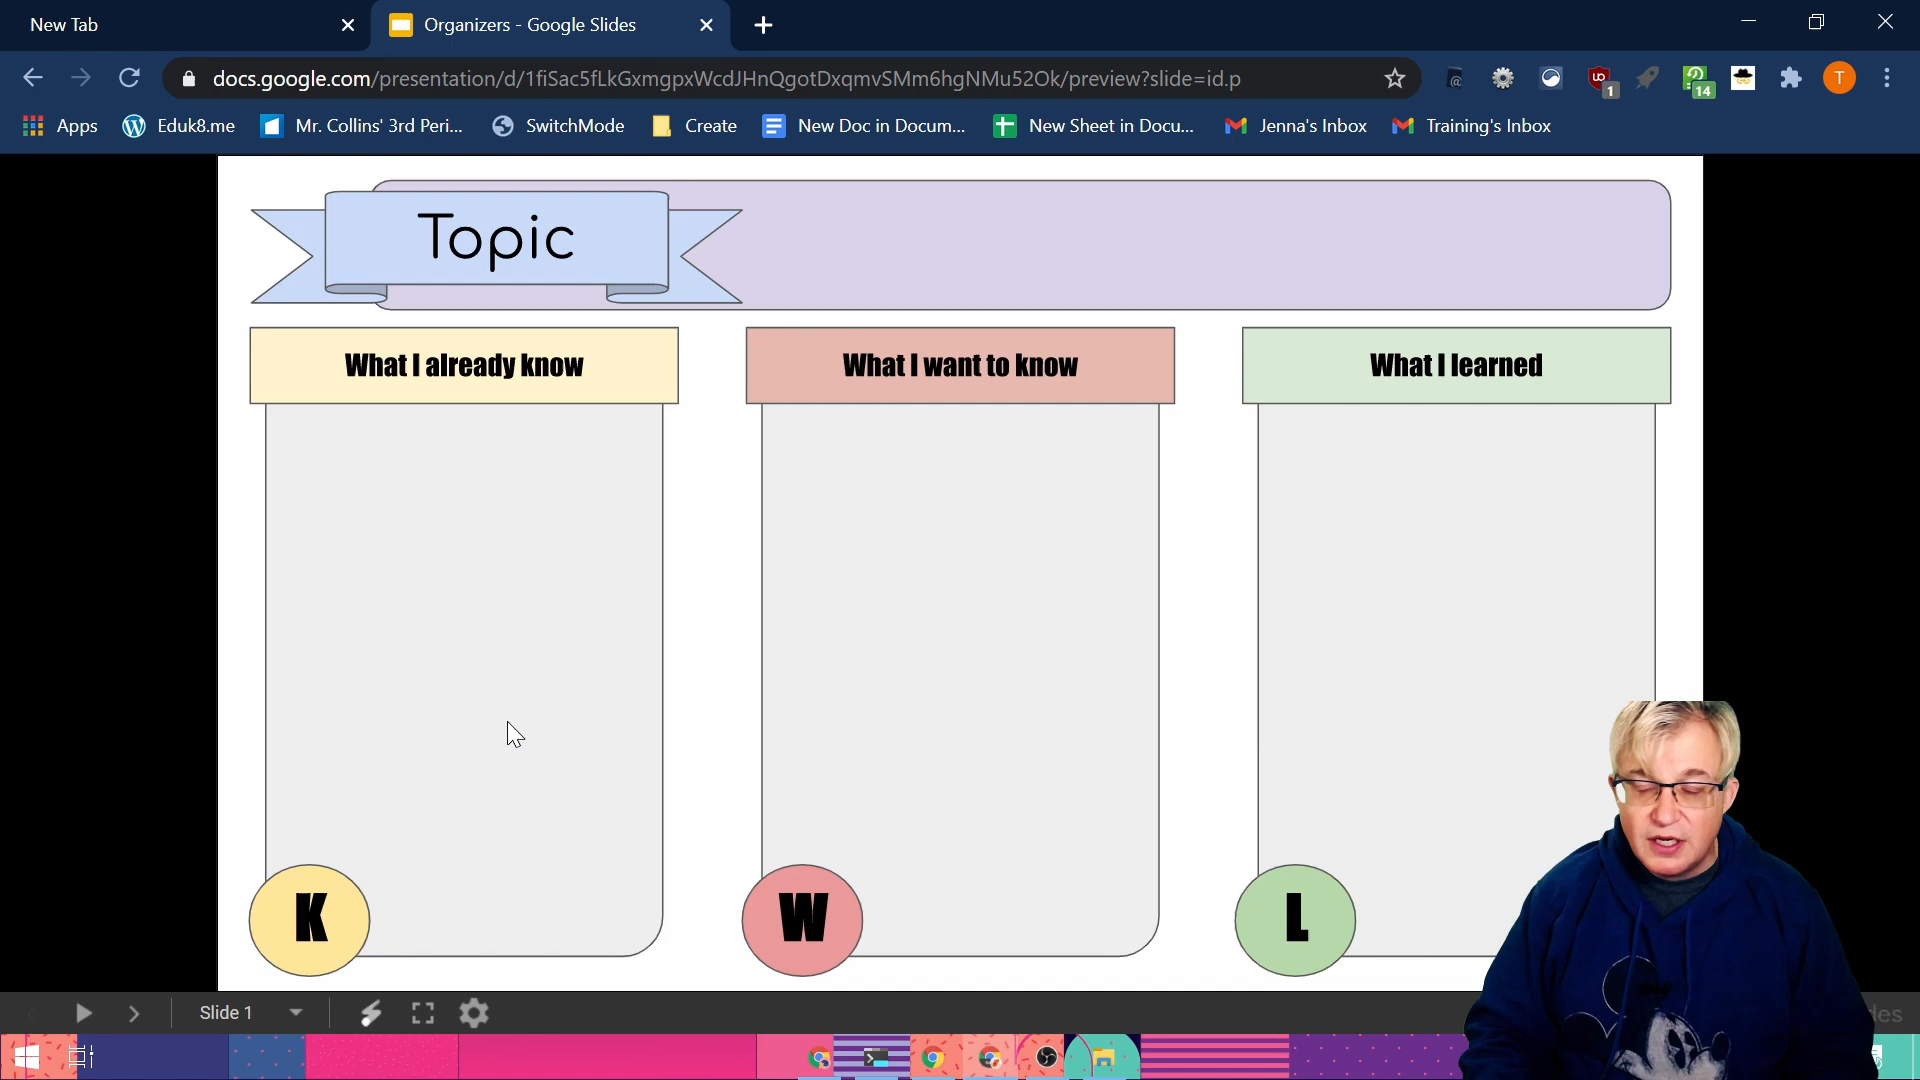 New Tab
Organizers - Google Slides
docs.google.com/presentation/d/1fiSac5fLkGxmgpxWcdJHnQgotDxqmvSMm6hgNMu52Ok/preview?slide=id.p
1
14
T
Apps
Eduk8.me
Mr. Collins' 3rd Peri...
SwitchMode
Create
New Doc in Docum...
New Sheet in Docu...
Jenna's Inbox
Training's Inbox
Topic
What I already know
What I want to know
What I learned
K
W
L
Slide 1